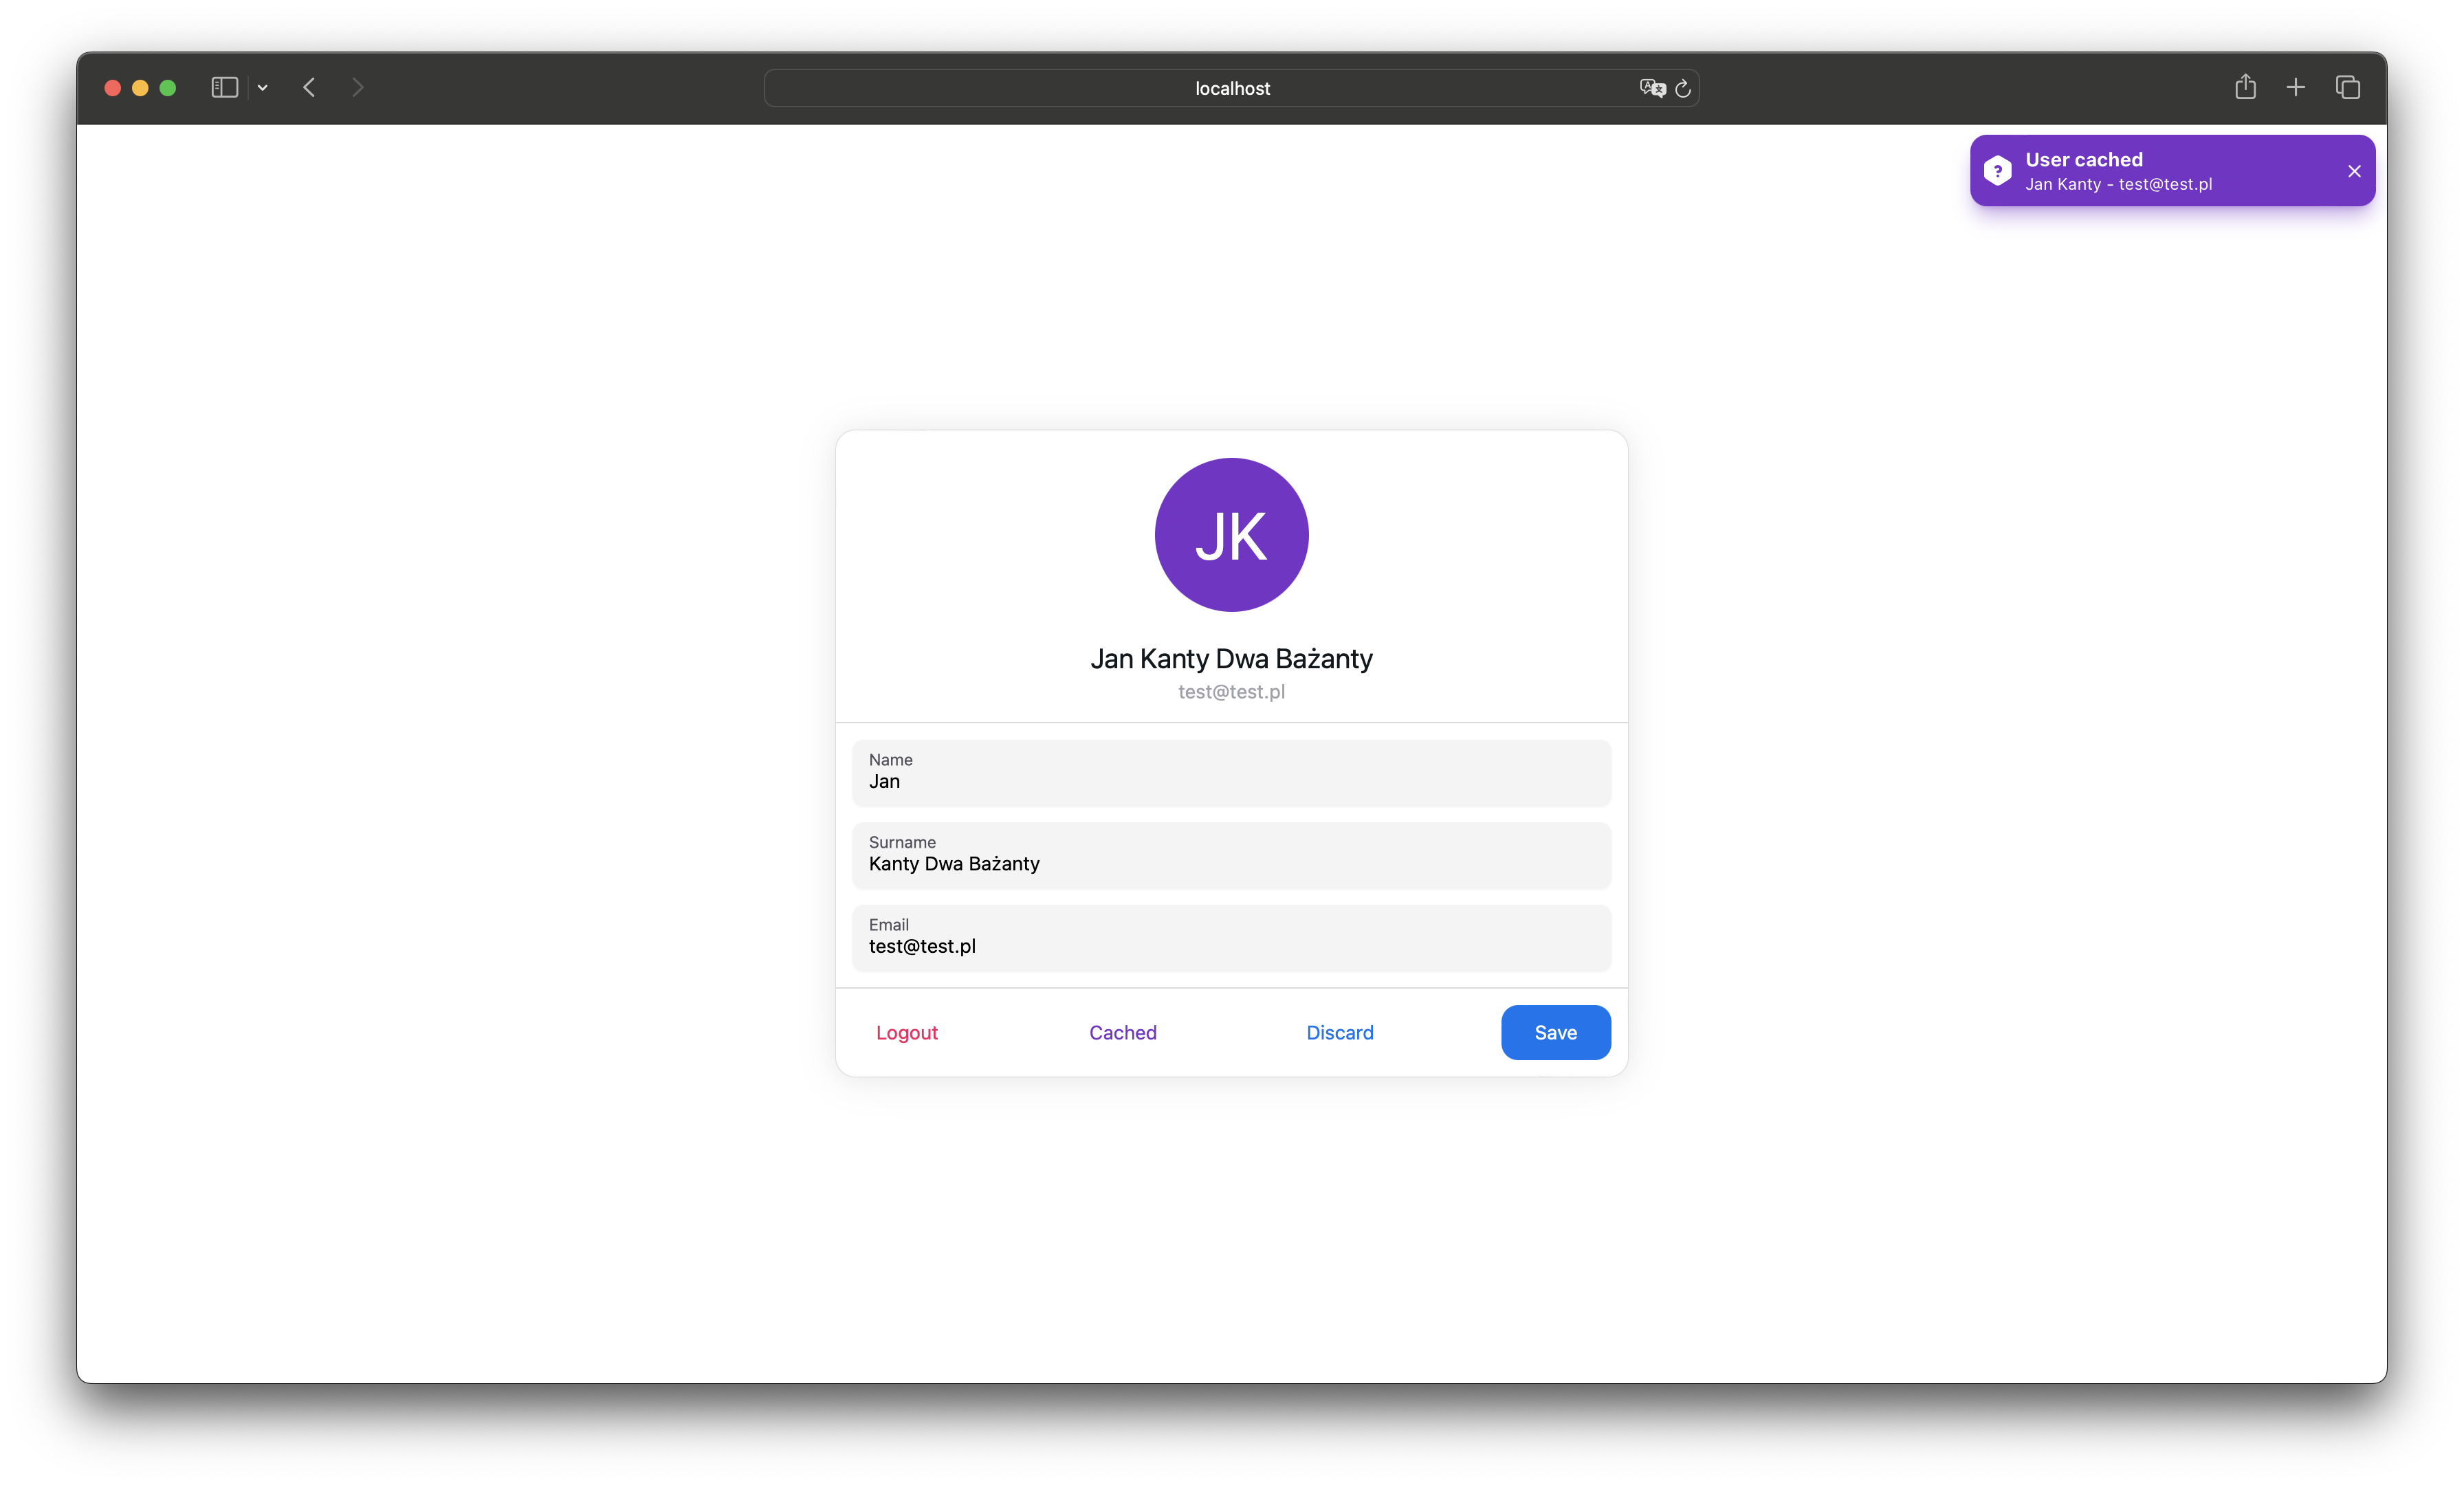 localhost
User cached
Jan Kanty - test@test.pl
JK
Jan Kanty Dwa Bażanty
test@test.pl
Name
Jan
Surname
Kanty Dwa Bażanty
Email
test@test.pl
Logout
Cached
Discard
Save